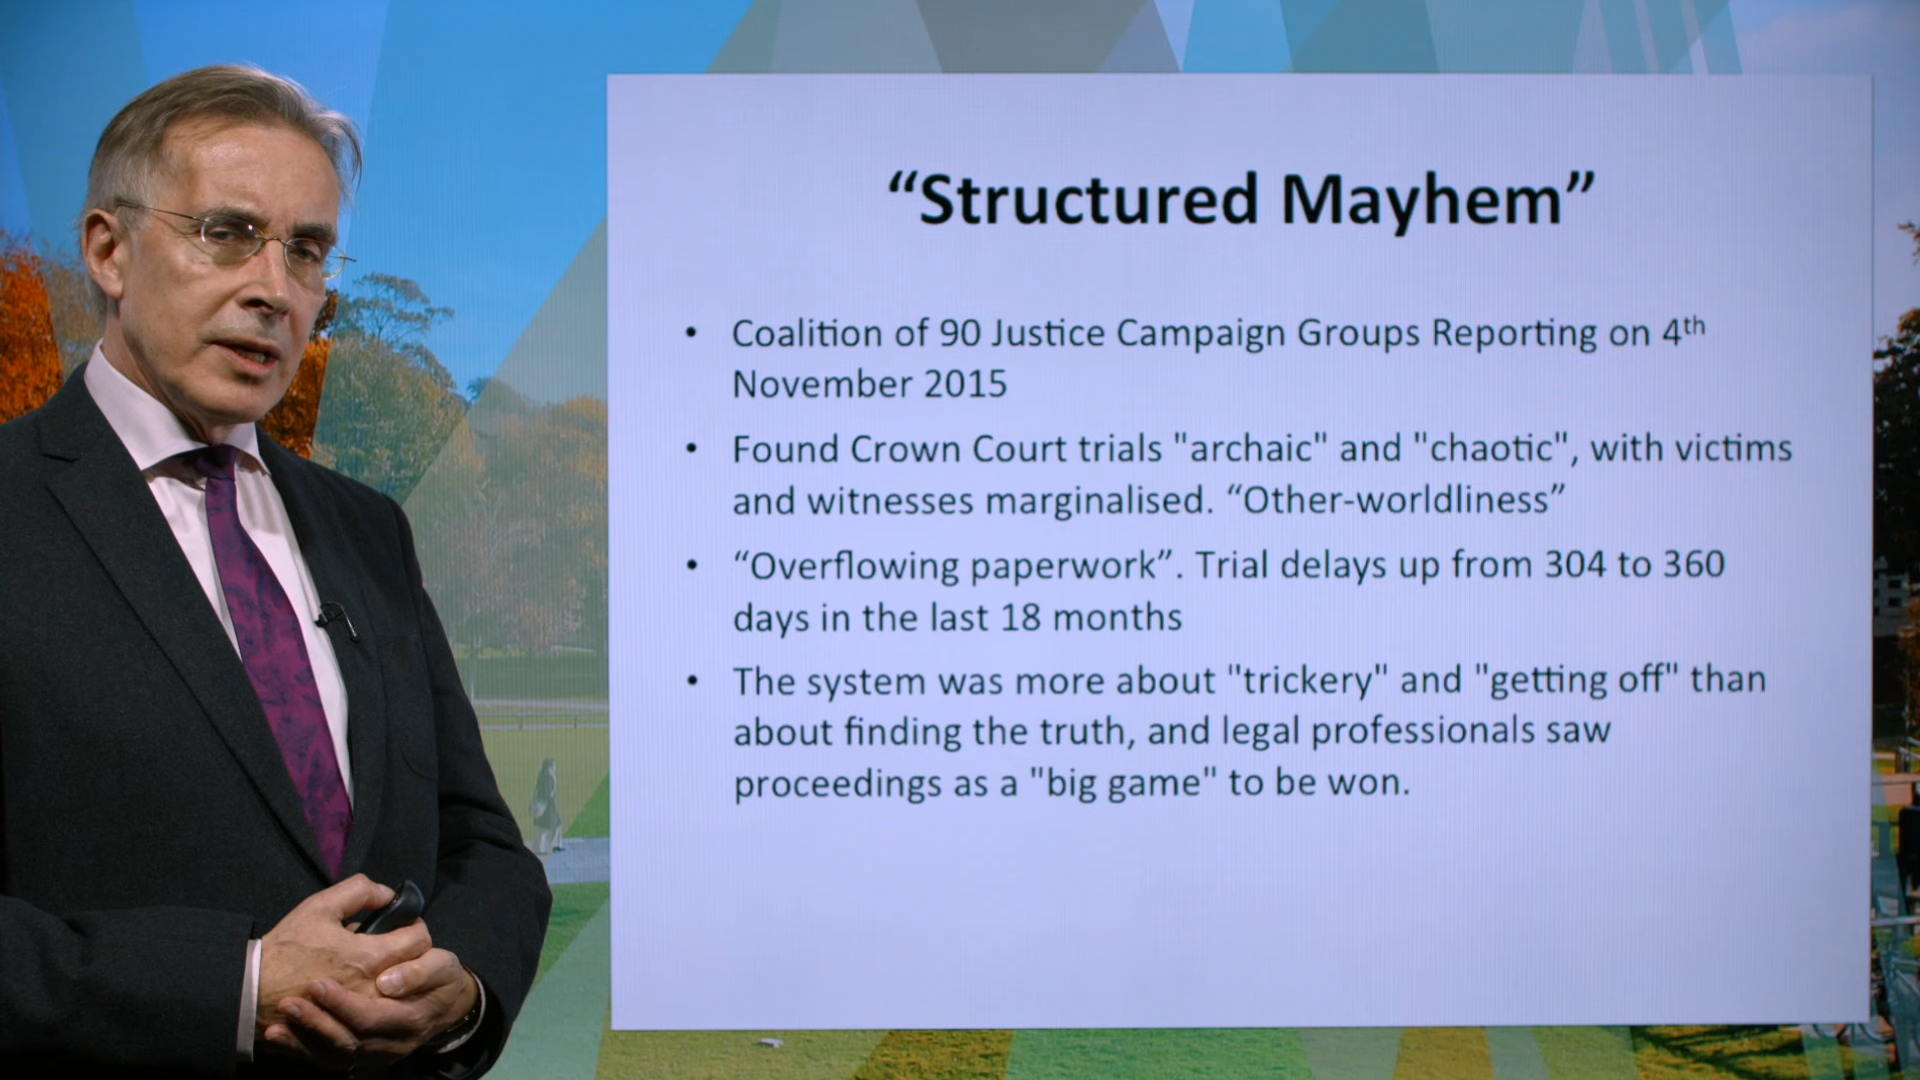 “Structured Mayhem”
• Coalition of 90 Justice Campaign Groups Reporting on 4th
November 2015
• Found Crown Court trials "archaic" and "chaotic", with victims
and witnesses marginalised. “Other-worldliness”
• “Overflowing paperwork”. Trial delays up from 304 to 360
days in the last 18 months
• The system was more about "trickery" and "getting off" than
about finding the truth, and legal professionals saw
proceedings as a "big game" to be won.